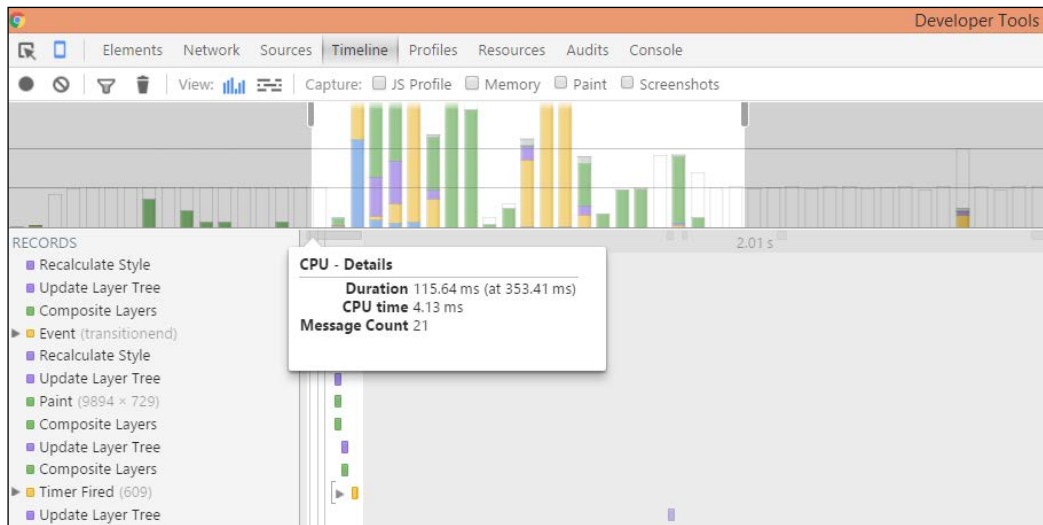 Developer Tools
Elements Network Sources Timeline Profiles Resources Audits Console
View: Capture: JS Profile Memory Paint Screenshots
RECORDS
2.01 s
Recalculate Style
Update Layer Tree
Composite Layers
Event (transitionend)
Recalculate Style
Update Layer Tree
Paint (9894 × 729)
Composite Layers
Update Layer Tree
Composite Layers
Timer Fired (609)
Update Layer Tree
CPU - Details
Duration 115.64 ms (at 353.41 ms)
CPU time 4.13 ms
Message Count 21